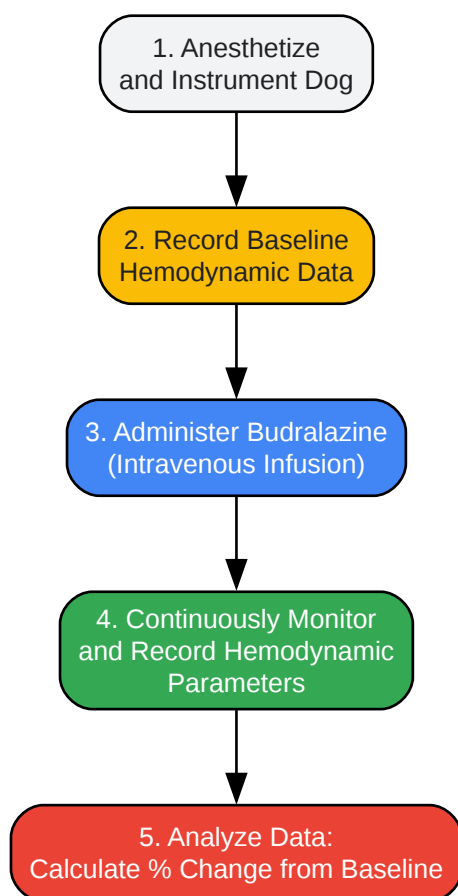 1. Anesthetize
and Instrument Dog
2. Record Baseline
Hemodynamic Data
3. Administer Budralazine
(Intravenous Infusion)
4. Continuously Monitor
and Record Hemodynamic
Parameters
5. Analyze Data:
Calculate % Change from Baseline